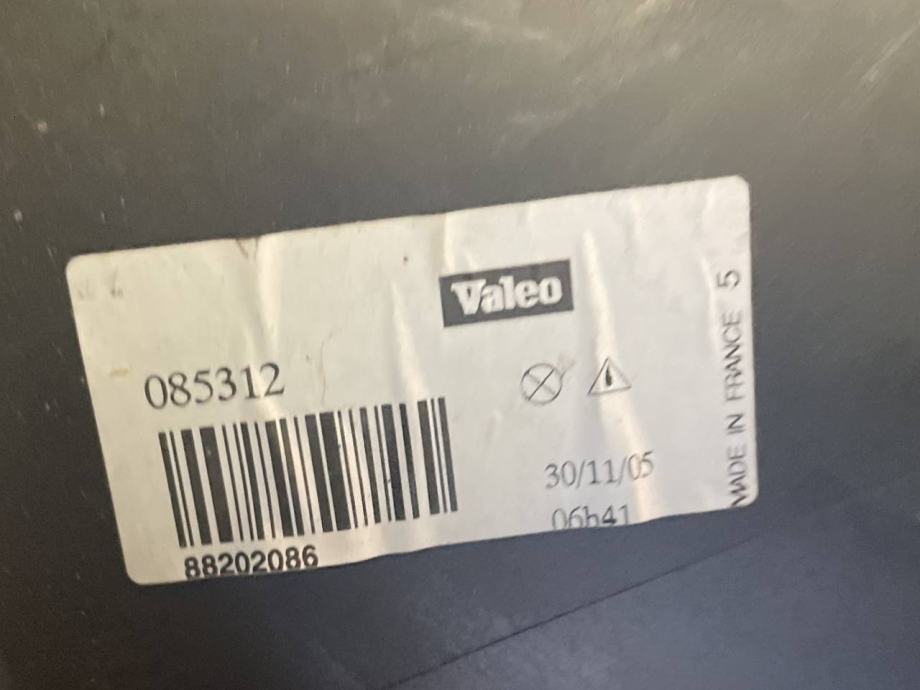 Valeo
085312
30/11/05
06h41
88202086
MADE IN FRANCE 5